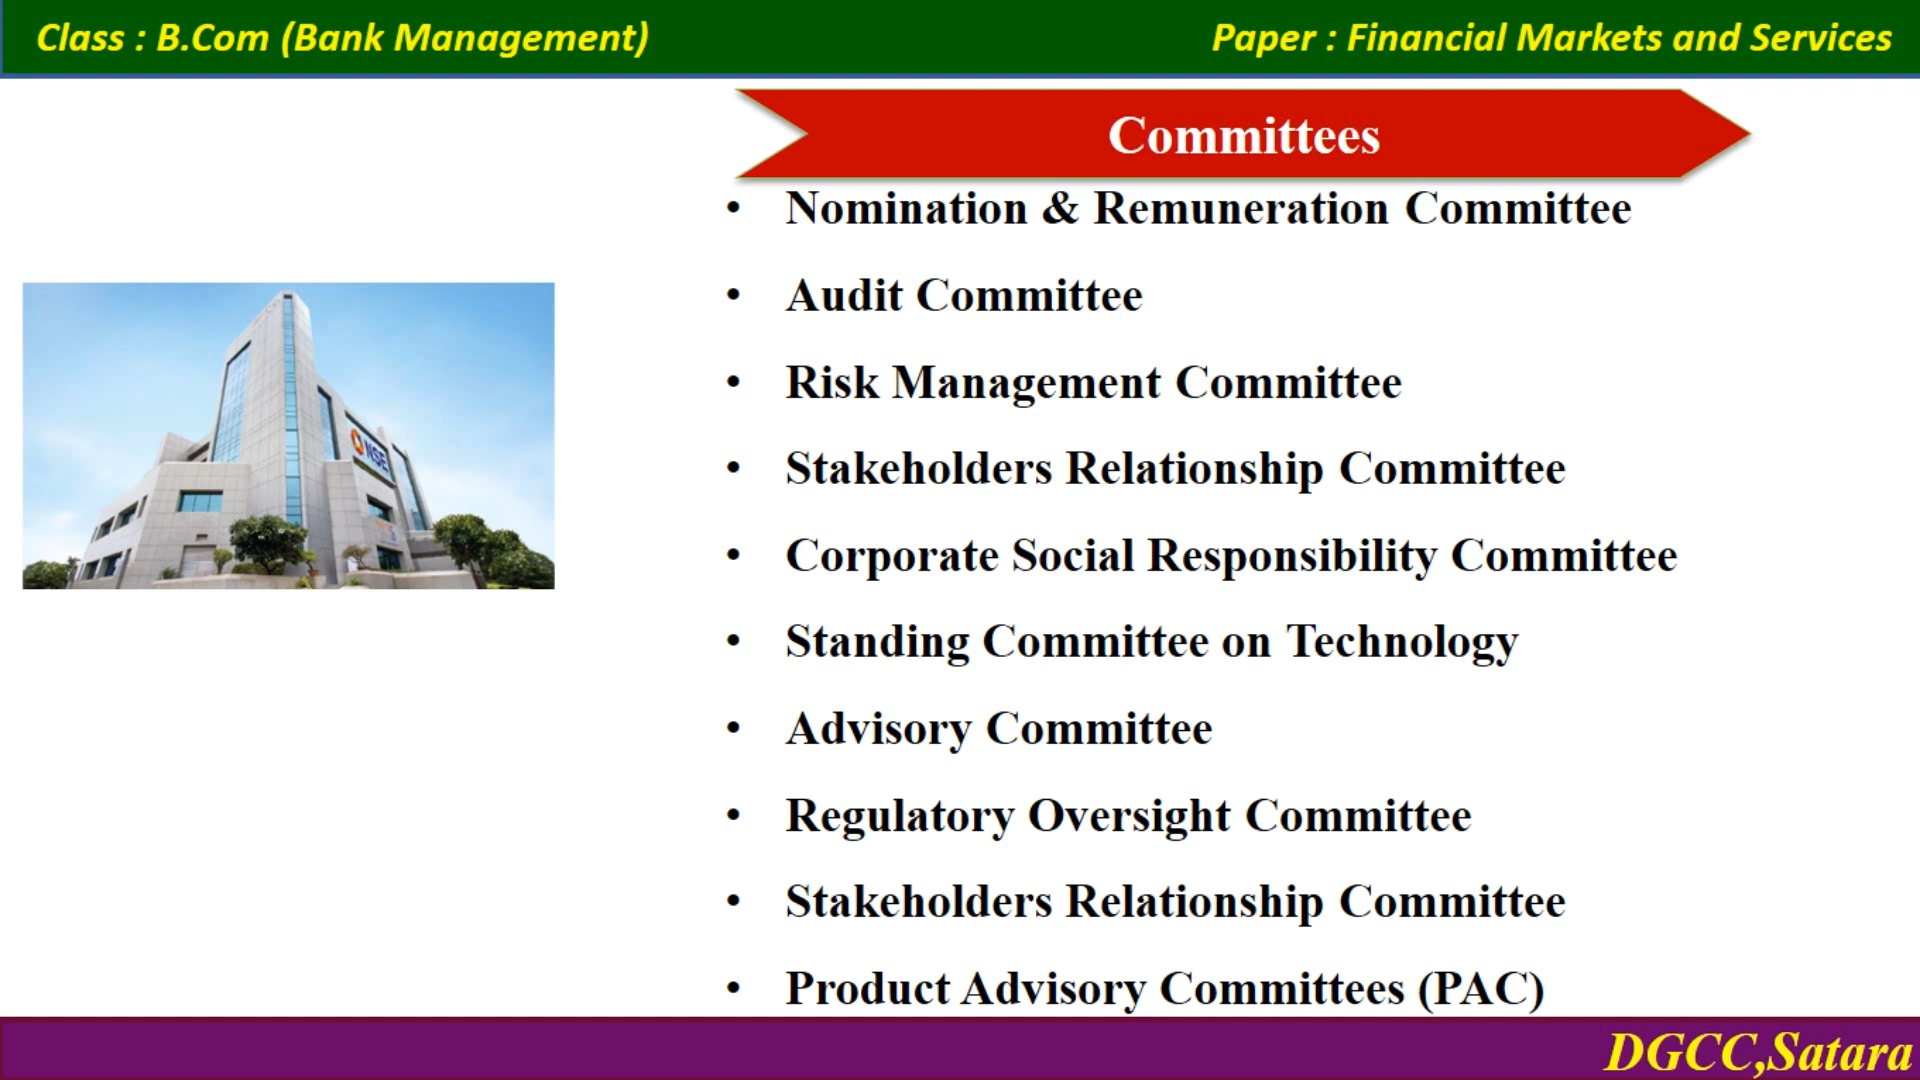 Class : B.Com (Bank Management)
Paper : Financial Markets and Services
Committees
• Nomination & Remuneration Committee
• Audit Committee
• Risk Management Committee
• Stakeholders Relationship Committee
• Corporate Social Responsibility Committee
• Standing Committee on Technology
• Advisory Committee
• Regulatory Oversight Committee
• Stakeholders Relationship Committee
• Product Advisory Committees (PAC)
NSE
DGCC,Satara